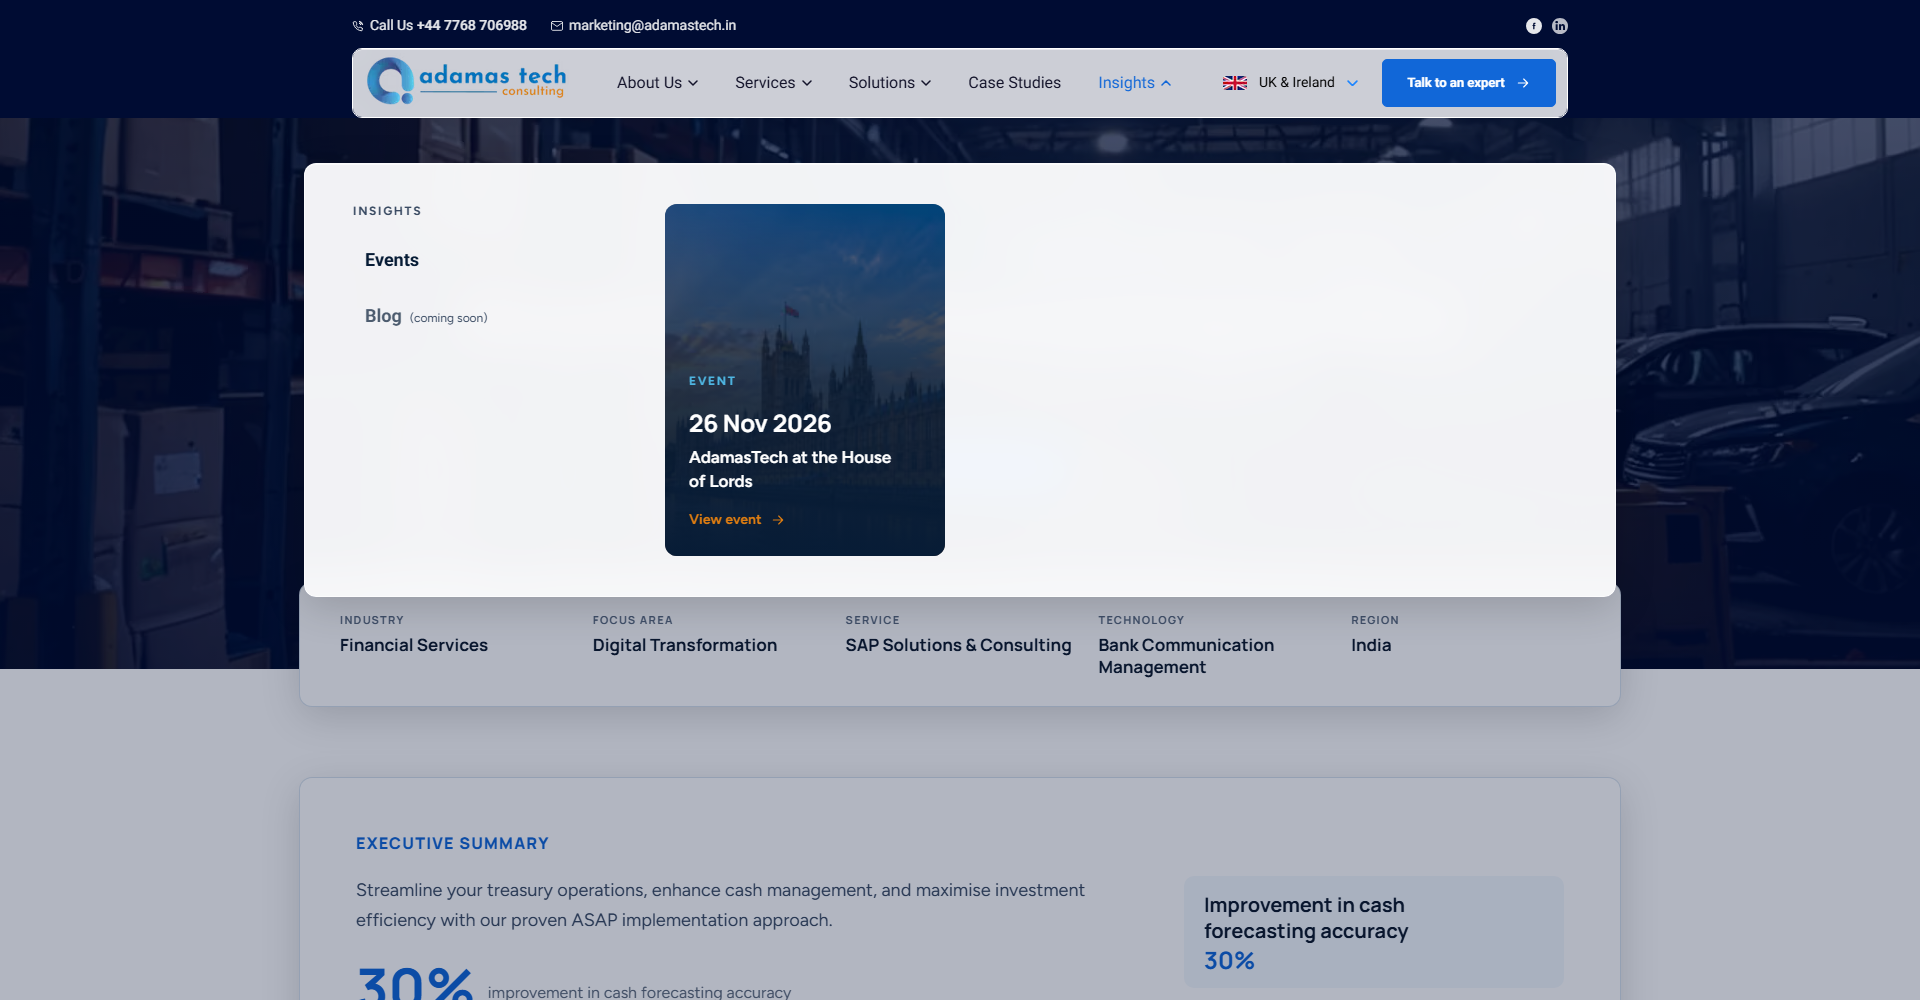 Call Us +44 7768 706988
marketing@adamastech.in
adamas tech
consulting
About Us
Services
Solutions
Case Studies
Insights
UK & Ireland
Talk to an expert
INSIGHTS
Events
Blog (coming soon)
EVENT
26 Nov 2026
AdamasTech at the House
of Lords
View event
INDUSTRY
Financial Services
FOCUS AREA
Digital Transformation
SERVICE
SAP Solutions & Consulting
TECHNOLOGY
Bank Communication
Management
REGION
India
EXECUTIVE SUMMARY
Streamline your treasury operations, enhance cash management, and maximise investment
efficiency with our proven ASAP implementation approach.
30% improvement in cash forecasting accuracy
Improvement in cash
forecasting accuracy
30%